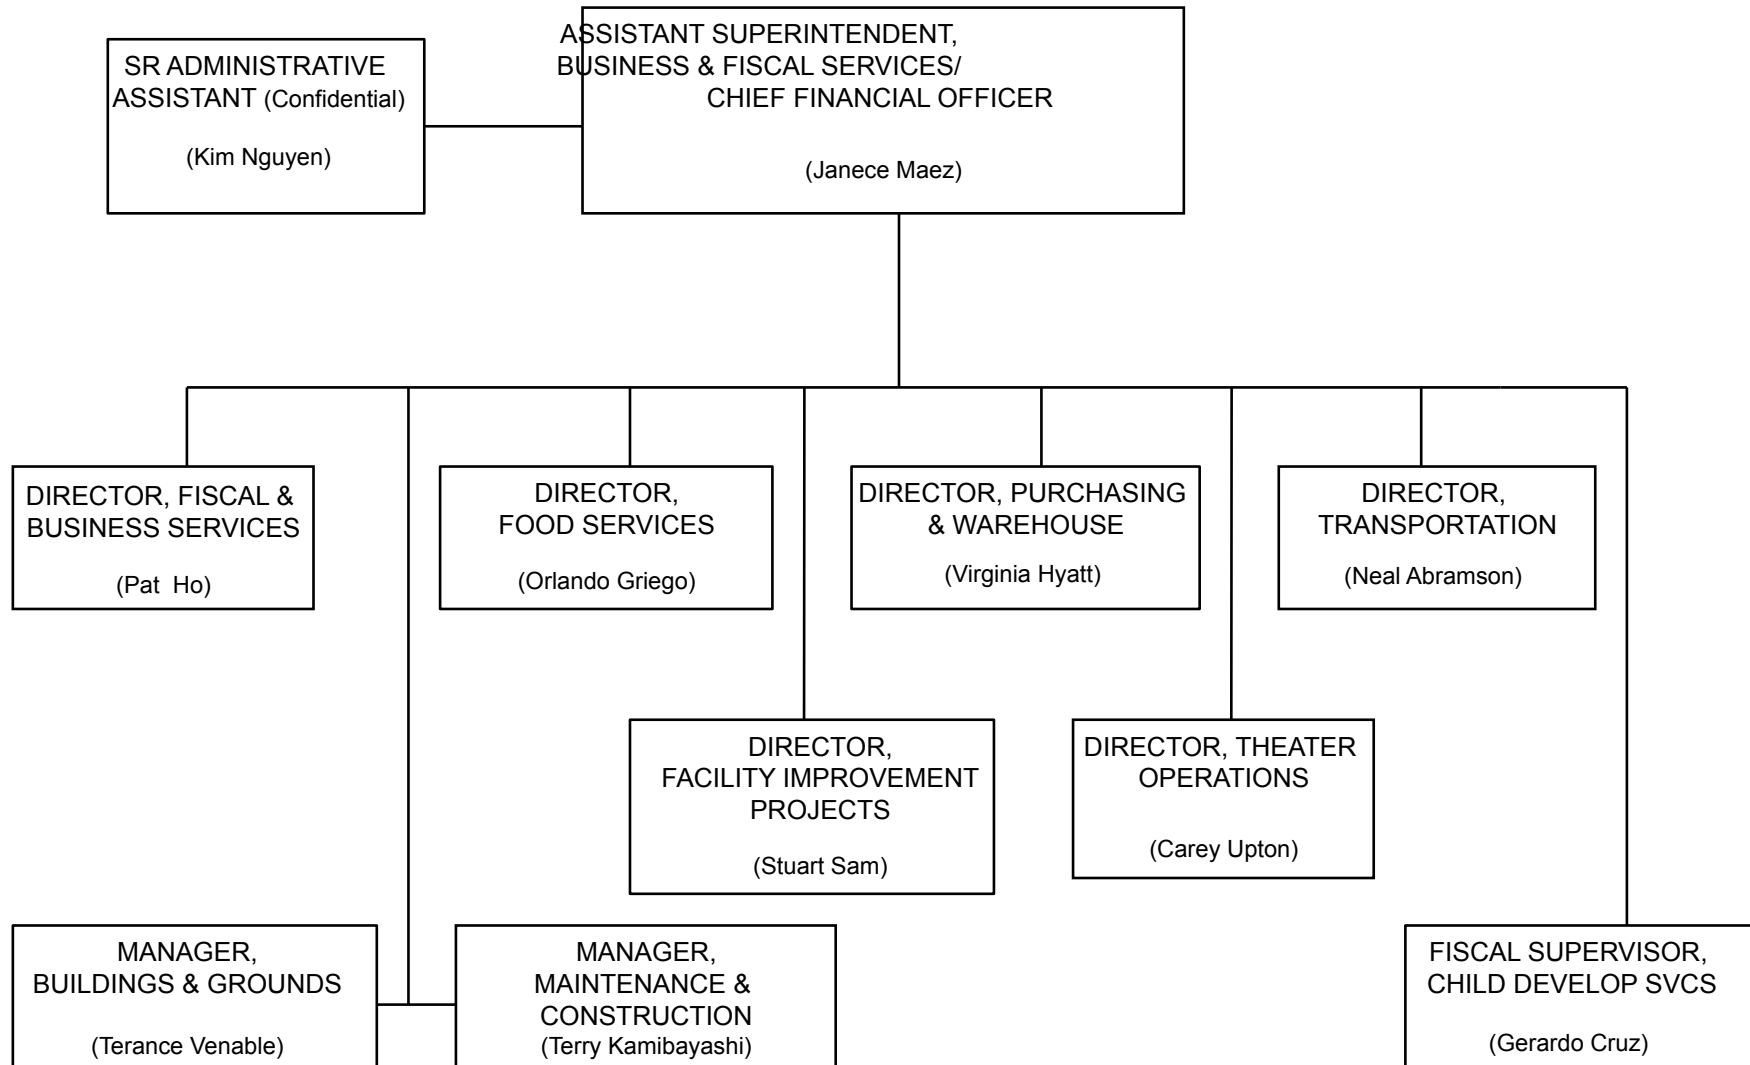 SR ADMINISTRATIVE
ASSISTANT (Confidential)
(Kim Nguyen)
ASSISTANT SUPERINTENDENT,
BUSINESS & FISCAL SERVICES/
CHIEF FINANCIAL OFFICER
(Janece Maez)
DIRECTOR, FISCAL &
BUSINESS SERVICES
(Pat  Ho)
DIRECTOR,
FOOD SERVICES
(Orlando Griego)
DIRECTOR, PURCHASING
& WAREHOUSE
(Virginia Hyatt)
DIRECTOR,
TRANSPORTATION
(Neal Abramson)
DIRECTOR,
FACILITY IMPROVEMENT
PROJECTS
(Stuart Sam)
DIRECTOR, THEATER
OPERATIONS
(Carey Upton)
MANAGER,
BUILDINGS & GROUNDS
(Terance Venable)
MANAGER,
MAINTENANCE &
CONSTRUCTION
(Terry Kamibayashi)
FISCAL SUPERVISOR,
CHILD DEVELOP SVCS
(Gerardo Cruz)